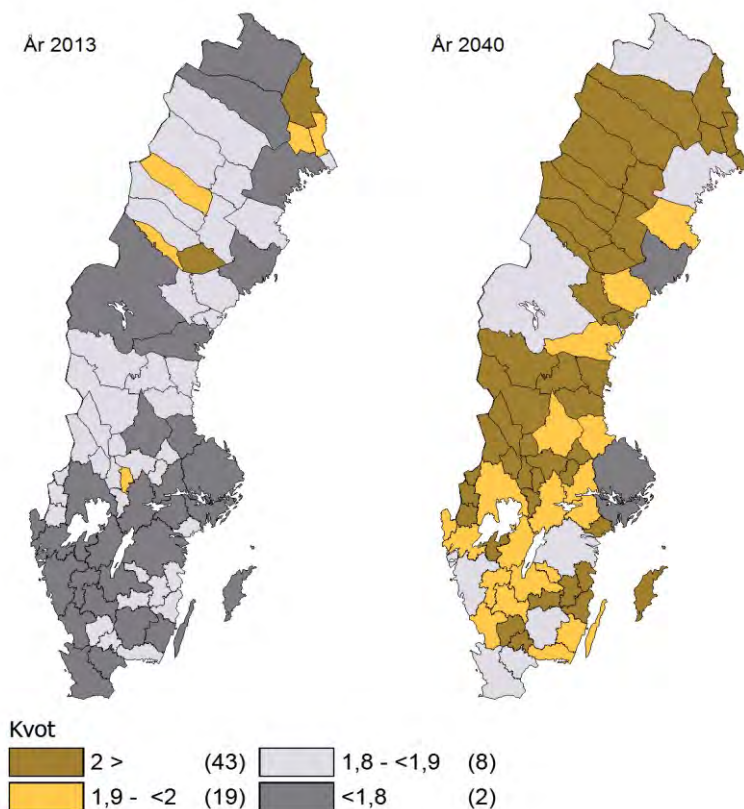 År 2013
År 2040
Kvot
2 > (43)
1,8 - <1,9 (8)
1,9 - <2 (19)
<1,8 (2)